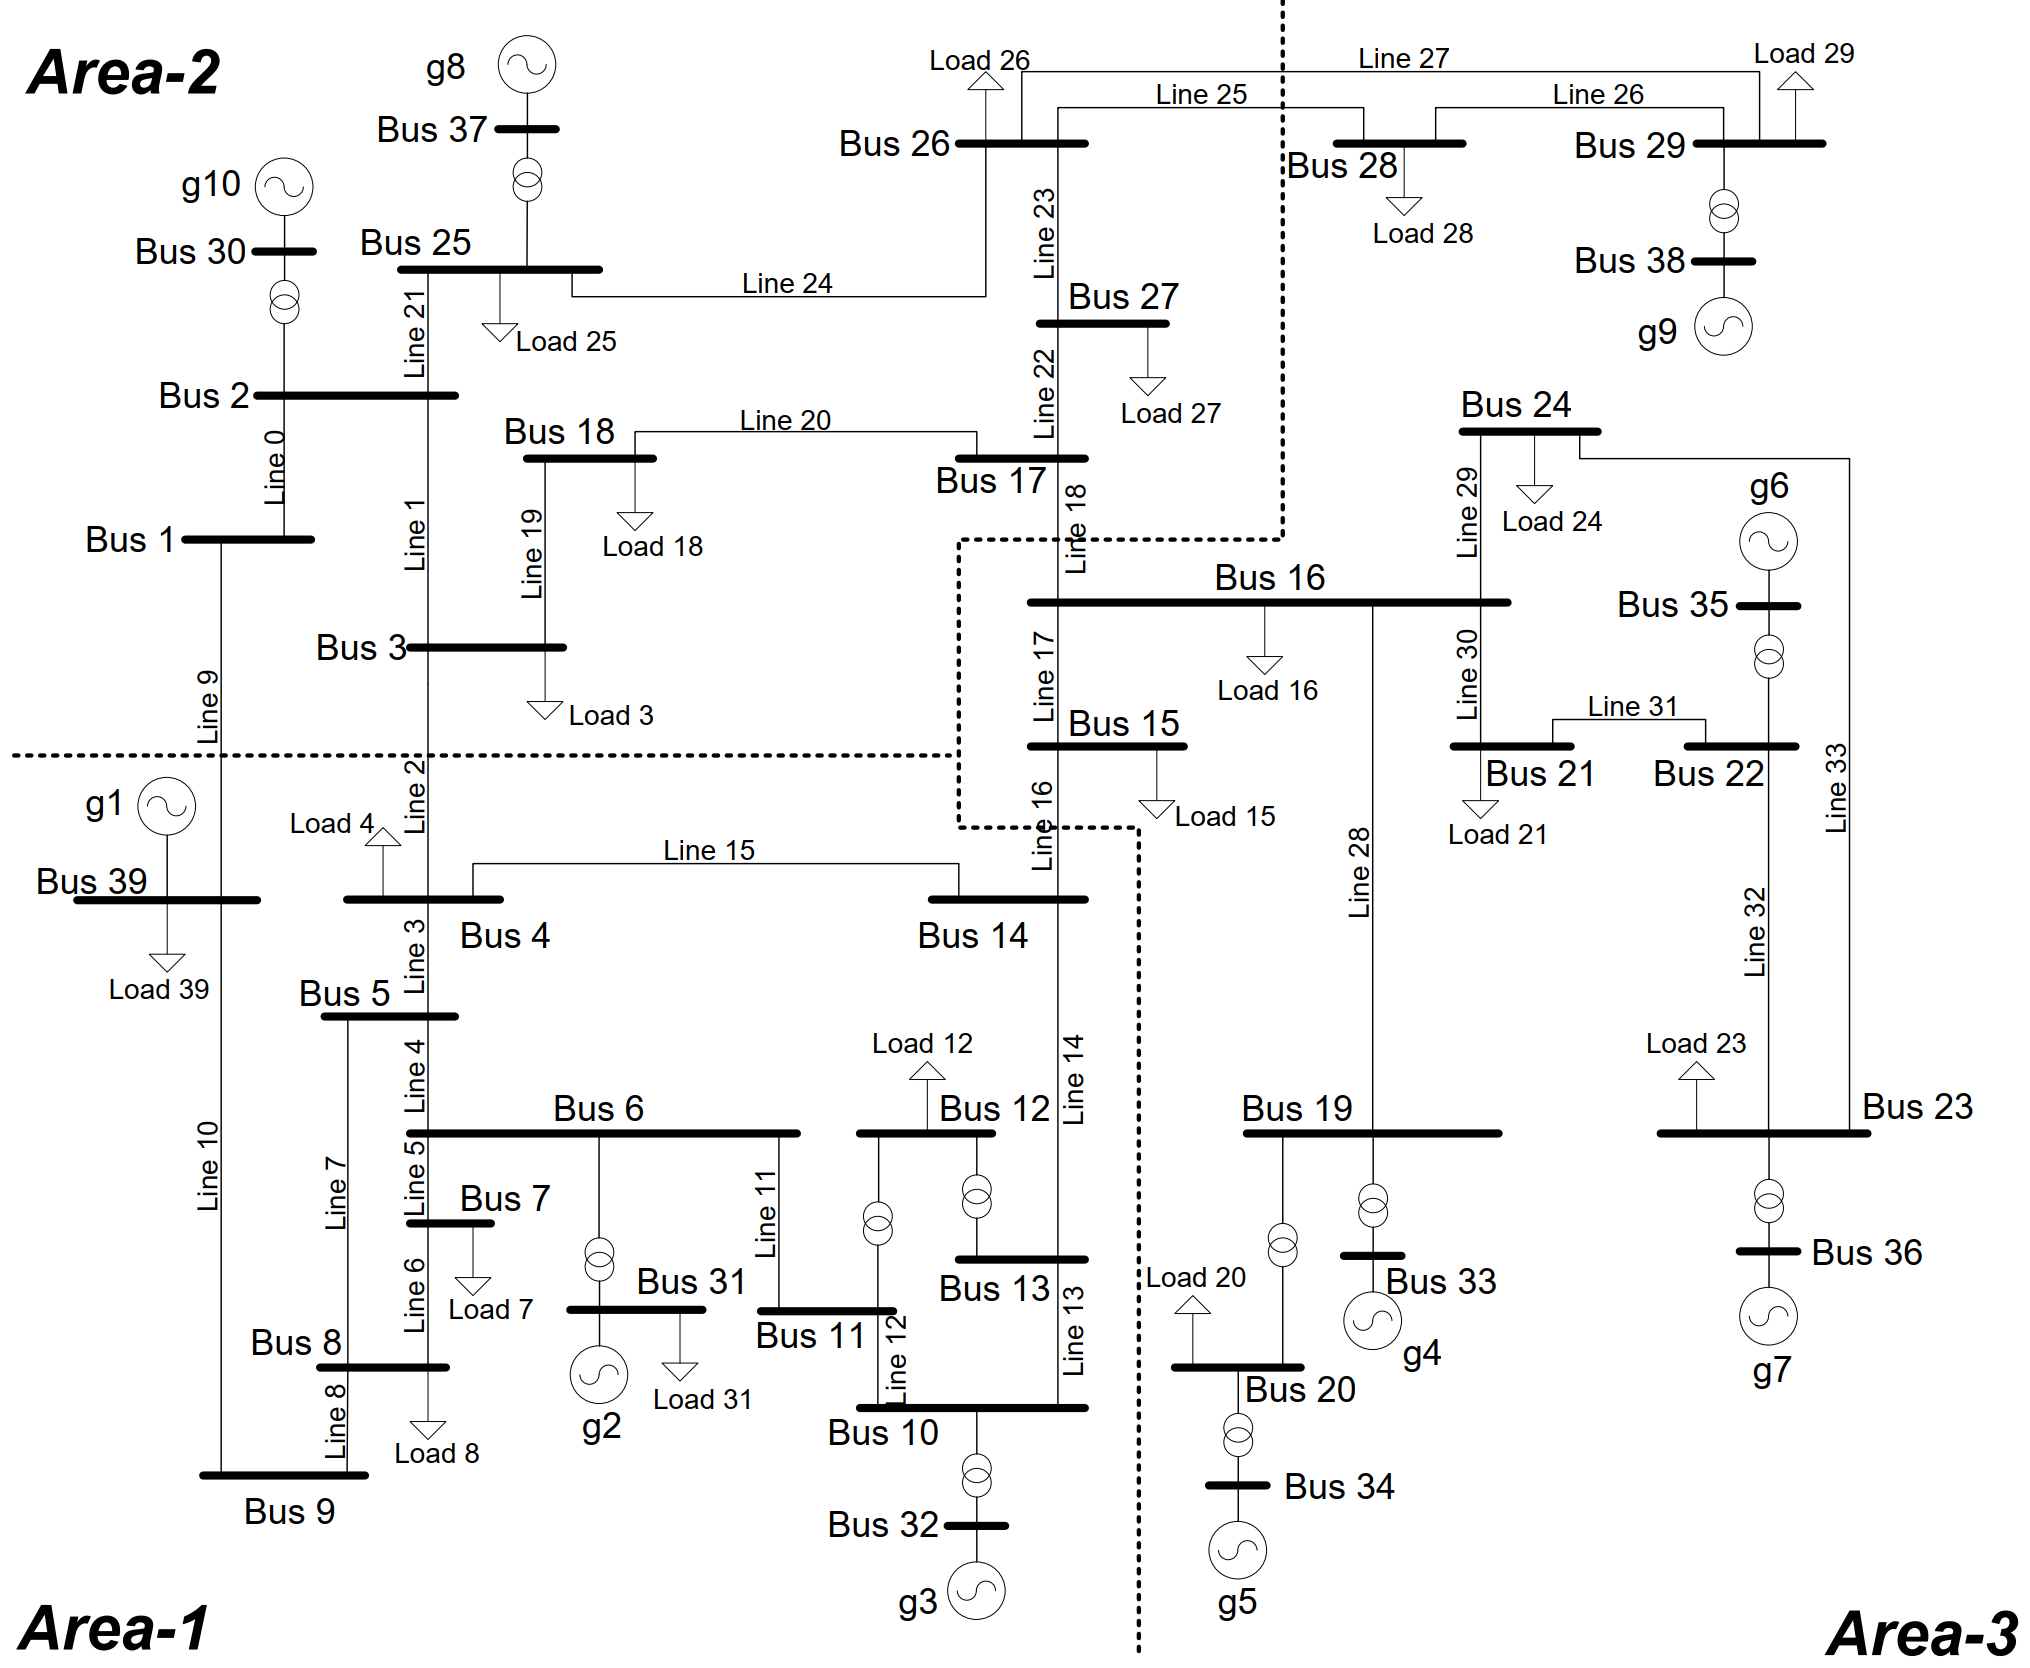 Area-2
g8
Load 26
Line 27
Load 29
Line 25
Line 26
Bus 37
Bus 26
Bus 28
Bus 29
g10
Load 28
Bus 30
Bus 25
Line 23
Bus 38
Line 24
Bus 27
g9
Line 21
Load 25
Line 22
Load 27
Bus 2
Bus 24
Line 0
Bus 18
Line 20
Bus 17
Line 18
Line 29
g6
Load 24
Bus 1
Line 1
Line 19
Load 18
Bus 16
Bus 35
Bus 3
Line 9
Load 3
Line 17
Load 16
Line 30
Line 31
Bus 15
Bus 21
Bus 22
Line 33
g1
Line 2
Load 4
Line 16
Load 15
Load 21
Line 15
Line 28
Bus 39
Bus 4
Bus 14
Line 3
Line 32
Load 39
Bus 5
Line 4
Load 12
Line 14
Load 23
Bus 6
Bus 12
Bus 19
Bus 23
Line 10
Line 7
Line 5
Bus 7
Line 11
Line 6
Load 7
Bus 31
Bus 13
Load 20
Bus 33
Bus 36
Bus 8
Bus 11
Line 12
Line 13
g4
g7
Line 8
Load 8
g2
Load 31
Bus 10
Bus 20
Bus 9
Bus 32
Bus 34
g3
g5
Area-1
Area-3